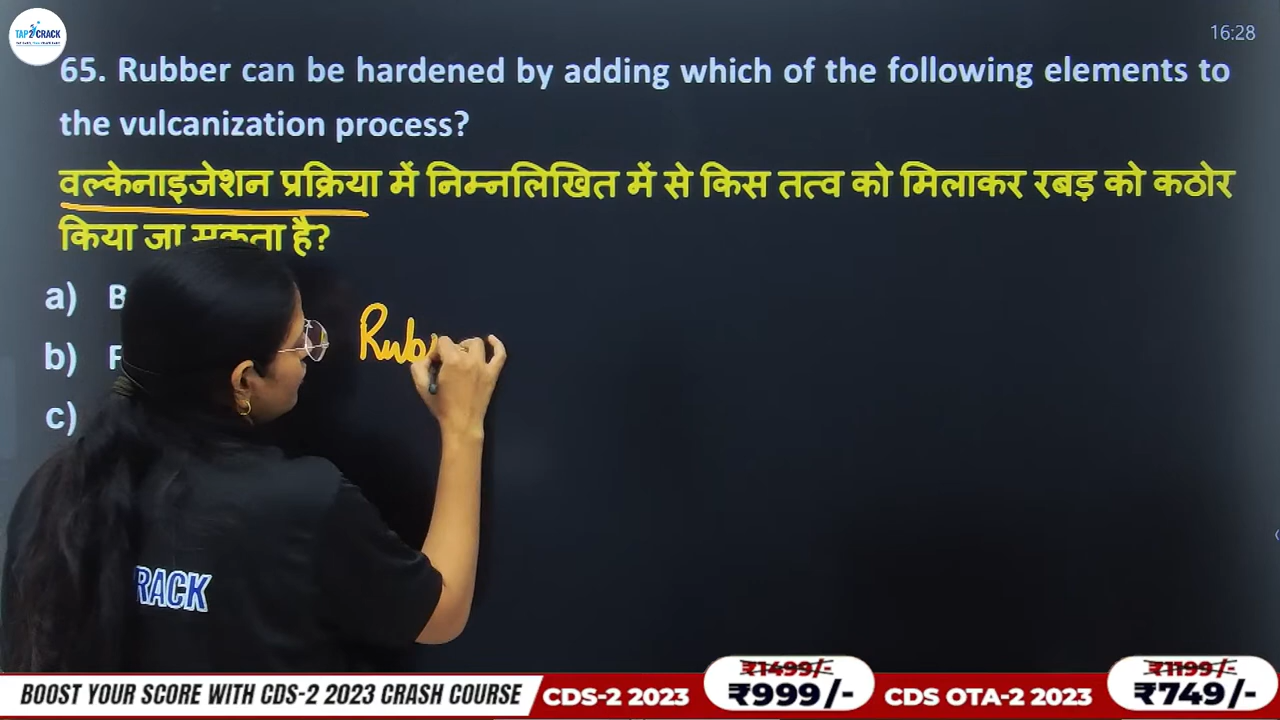 TAP2CRACK
16:28
65. Rubber can be hardened by adding which of the following elements to
the vulcanization process?
वल्केनाइजेशन प्रक्रिया में निम्नलिखित में से किस तत्व को मिलाकर रबड़ को कठोर
किया जा सकता है?
a) B
b)
c)
Rub
RACK
BOOST YOUR SCORE WITH CDS-2 2023 CRASH COURSE
CDS-2 2023
₹1499/-
₹999/-
CDS OTA-2 2023
₹1199/-
₹749/-